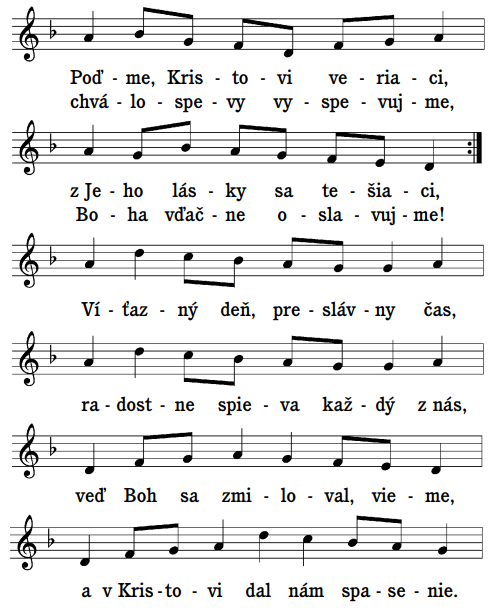 Poď - me, Kris - to - vi ve - ria - ci,
chvá - lo - spe - vy vy - spe - vuj - me,
z Je - ho lás - ky sa te - šia - ci,
Bo - ha vďač - ne o - sla - vuj - me!
Ví - ťaz - ný deň, pre - sláv - ny čas,
ra - dost - ne spie - va kaž - dý z nás,
veď Boh sa zmi - lo - val, vie - me,
a v Kris - to - vi dal nám spa - se - nie.